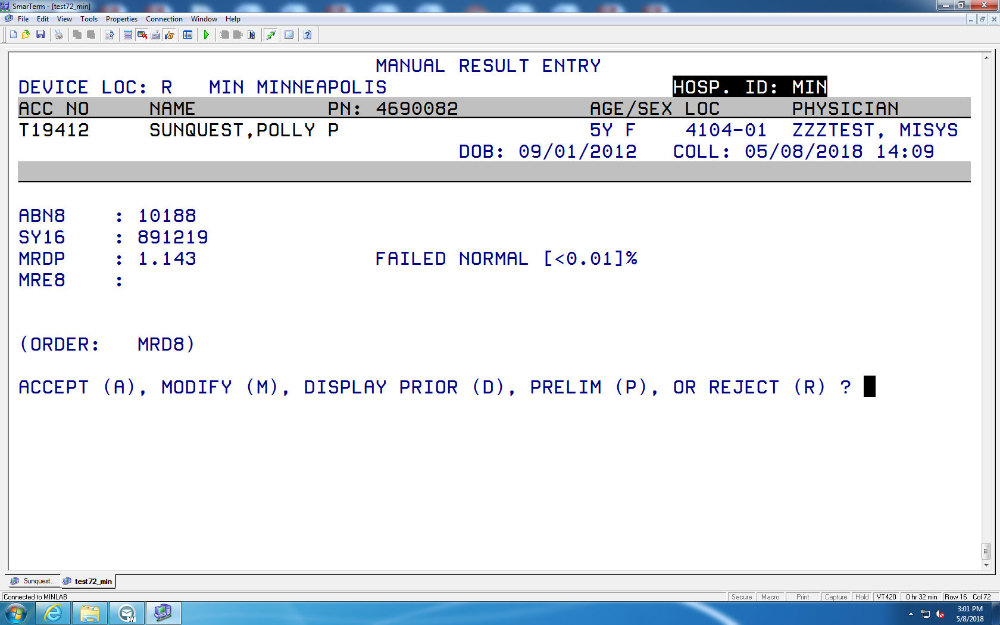 SmarTerm - [test72_min]
File Edit View Tools Properties Connection Window Help
MANUAL RESULT ENTRY
DEVICE LOC: R MIN MINNEAPOLIS HOSP. ID: MIN
ACC NO NAME PN: 4690082 AGE/SEX LOC PHYSICIAN
T19412 SUNQUEST,POLLY P 5Y F 4104-01 ZZZTEST, MISYS
DOB: 09/01/2012 COLL: 05/08/2018 14:09
ABN8 : 10188
SY16 : 891219
MRDP : 1.143 FAILED NORMAL [<0.01]%
MRE8 :
(ORDER: MRD8)
ACCEPT (A), MODIFY (M), DISPLAY PRIOR (D), PRELIM (P), OR REJECT (R) ?
Sunquest... test72_min
Connected to MINLAB Secure Macro Print Capture Hold VT420 0 hr 32 min Row 16 Col 72
17
3:01 PM
5/8/2018